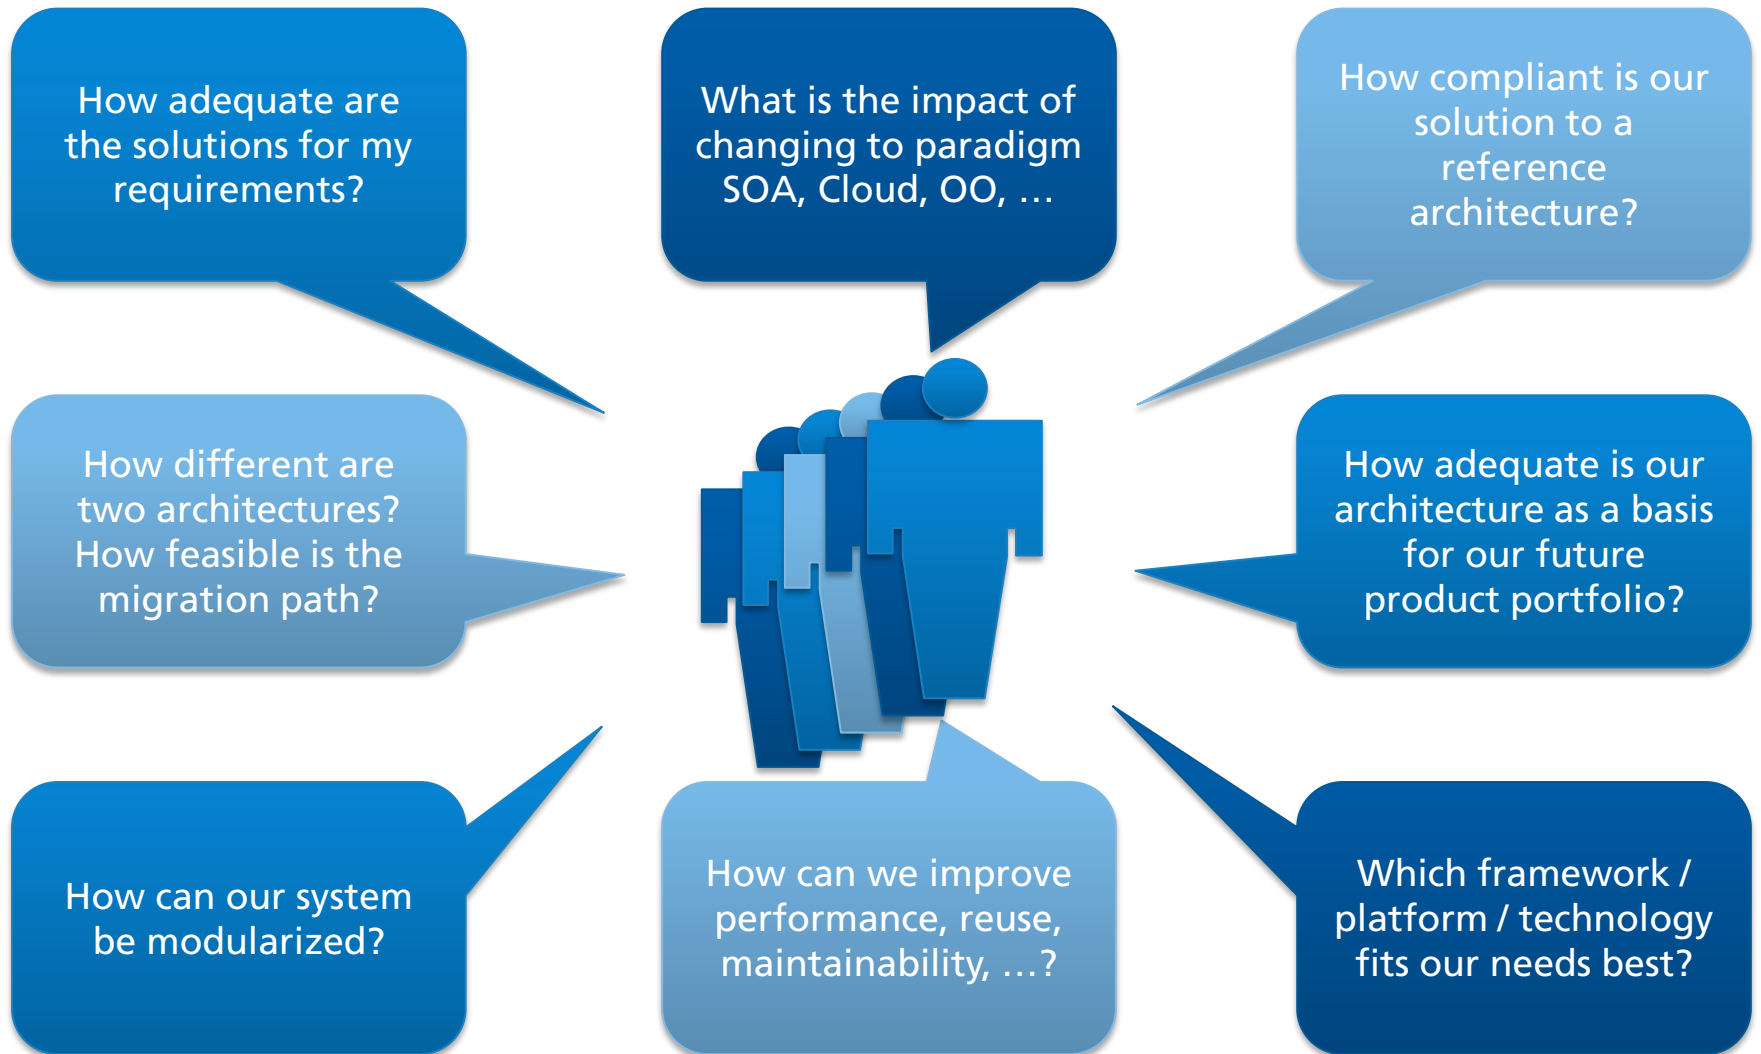 How adequate are
the solutions for my
requirements?
What is the impact of
changing to paradigm
SOA, Cloud, OO, …
How compliant is our
solution to a
reference
architecture?
How different are
two architectures?
How feasible is the
migration path?
How adequate is our
architecture as a basis
for our future
product portfolio?
How can our system
be modularized?
How can we improve
performance, reuse,
maintainability, …?
Which framework /
platform / technology
fits our needs best?